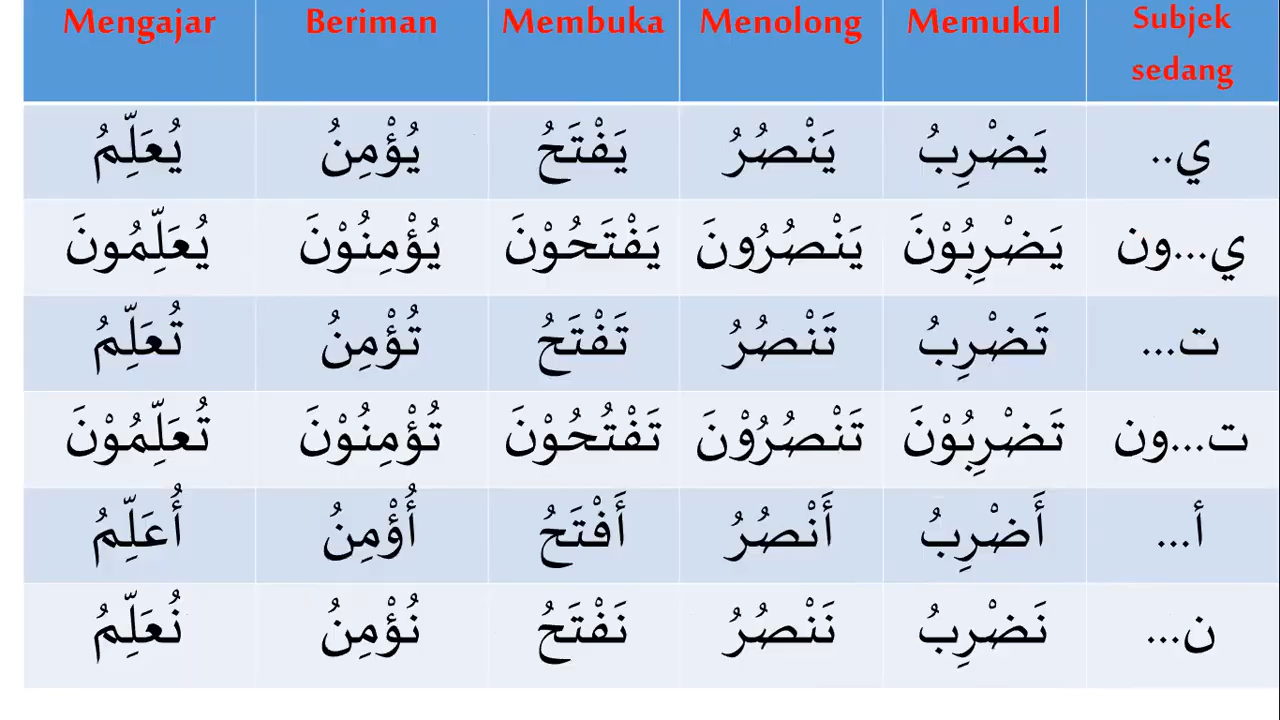 Mengajar Beriman Membuka Menolong Memukul Subjek sedang
ي.. يَضْرِبُ يَنْصُرُ يَفْتَحُ يُؤْمِنُ يُعَلِّمُ
ي...ون يَضْرِبُوْنَ يَنْصُرُونَ يَفْتَحُوْنَ يُؤْمِنُوْنَ يُعَلِّمُونَ
ت... تَضْرِبُ تَنْصُرُ تَفْتَحُ تُؤْمِنُ تُعَلِّمُ
ت...ون تَضْرِبُوْنَ تَنْصُرُوْنَ تَفْتُحُوْنَ تُؤْمِنُوْنَ تُعَلِّمُوْنَ
أ... أَضْرِبُ أَنْصُرُ أَفْتَحُ أُؤْمِنُ أُعَلِّمُ
ن... نَضْرِبُ نَنْصُرُ نَفْتَحُ نُؤْمِنُ نُعَلِّمُ